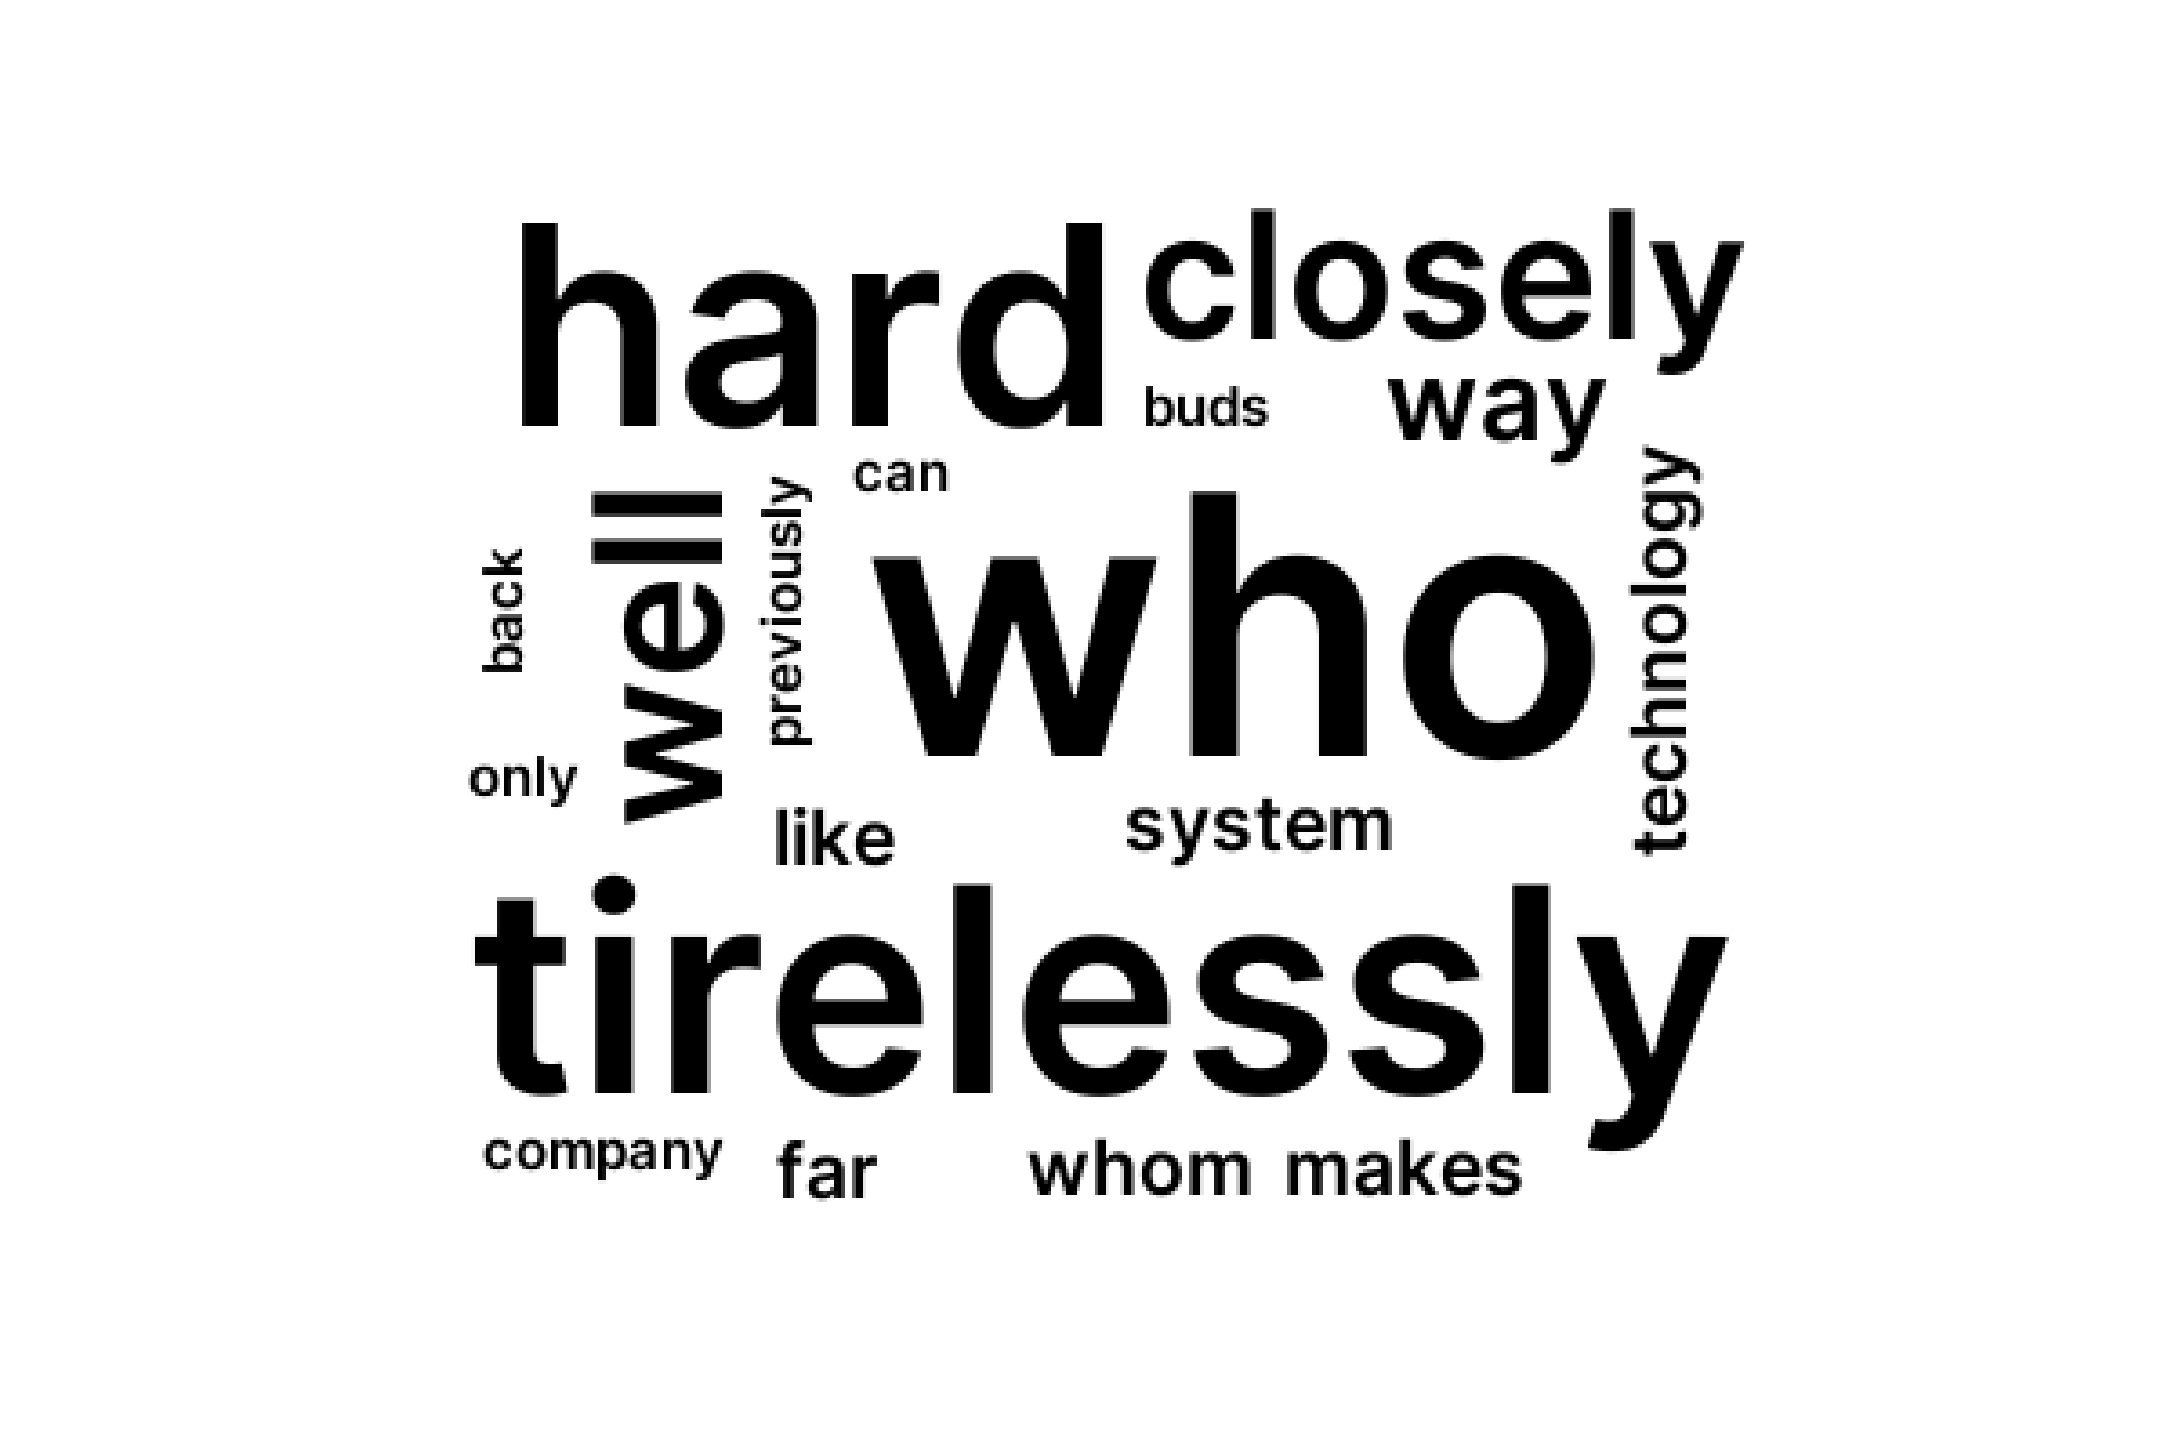 hard closely
buds way
can
well
previously
back
who
technology
only
like system
tirelessly
company far whom makes